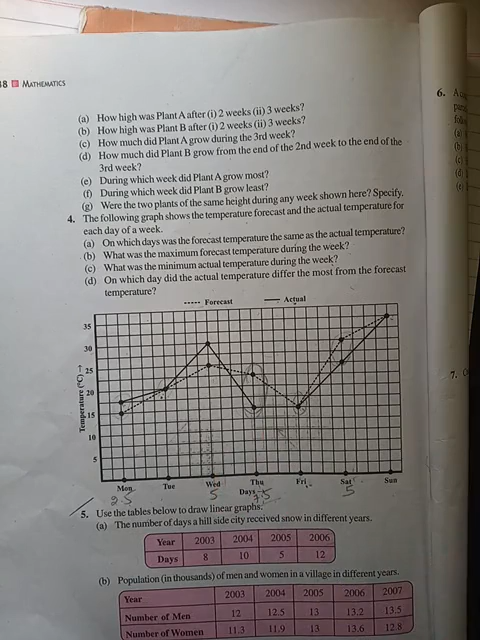 MATHEMATICS
(a) How high was Plant A after (i) 2 weeks (ii) 3 weeks?
(b) How high was Plant B after (i) 2 weeks (ii) 3 weeks?
(c) How much did Plant A grow during the 3rd week?
(d) How much did Plant B grow from the end of the 2nd week to the end of the
3rd week?
(e) During which week did Plant A grow most?
(f) During which week did Plant B grow least?
(g) Were the two plants of the same height during any week shown here? Specify.
4. The following graph shows the temperature forecast and the actual temperature for
each day of a week.
(a) On which days was the forecast temperature the same as the actual temperature?
(b) What was the maximum forecast temperature during the week?
(c) What was the minimum actual temperature during the week?
(d) On which day did the actual temperature differ the most from the forecast
temperature?
Forecast Actual
35
30
25
20
15
10
5
Temperature (°C) →
Mon Tue Wed Thu Fri Sat Sun
Days
2.5 5 7.5 5
5. Use the tables below to draw linear graphs.
(a) The number of days a hill side city received snow in different years.
Year 2003 2004 2005 2006
Days 8 10 5 12
(b) Population (in thousands) of men and women in a village in different years.
Year 2003 2004 2005 2006 2007
Number of Men 12 12.5 13 13.2 13.5
Number of Women 11.3 11.9 13 13.6 12.8
6.
(a)
(b)
(c)
(d)
(e)
7.